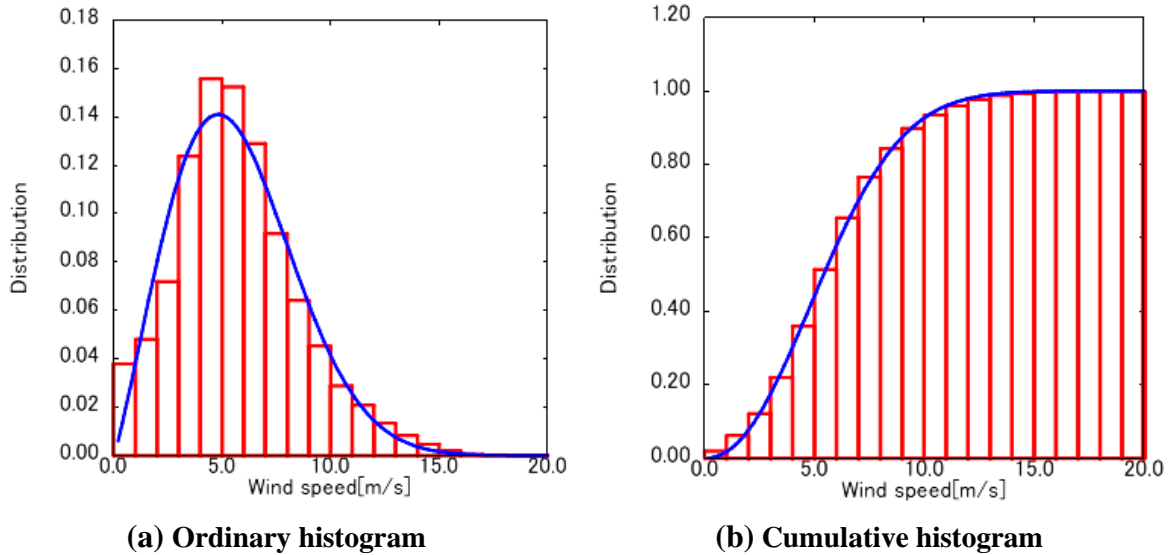 0.18
0.16
0.14
0.12
0.10
0.08
0.06
0.04
0.02
0.00
Distribution
0.0 5.0 10.0 15.0 20.0
Wind speed[m/s]
(a) Ordinary histogram
1.20
1.00
0.80
0.60
0.40
0.20
0.00
Distribution
0.0 5.0 10.0 15.0 20.0
Wind speed[m/s]
(b) Cumulative histogram